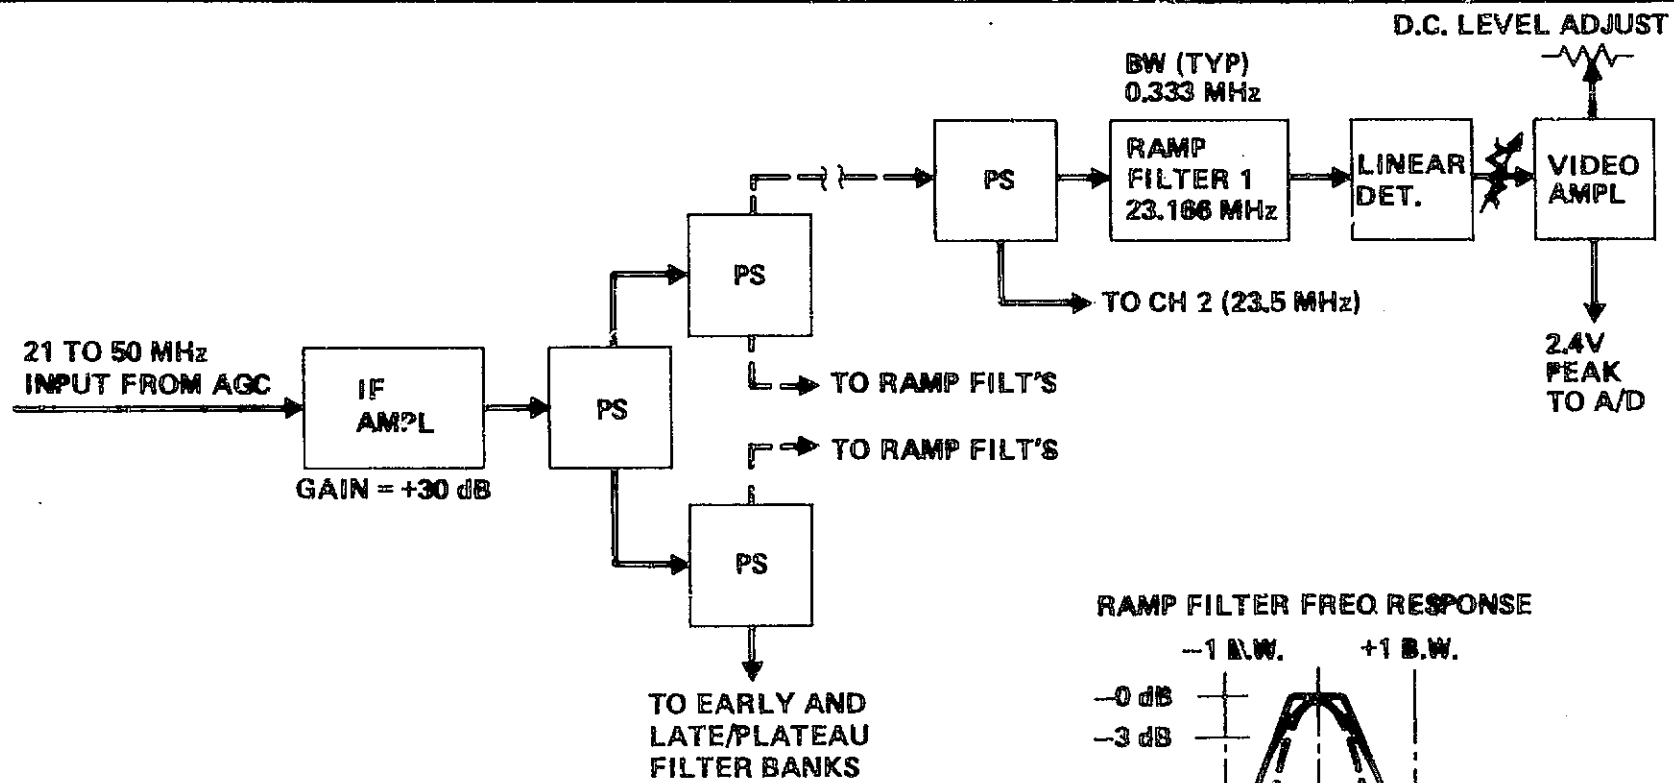 D.C. LEVEL ADJUST
BW (TYP)
0.333 MHz
PS
RAMP
FILTER 1
23.166 MHz
LINEAR
DET.
VIDEO
AMPL
PS
TO CH 2 (23.5 MHz)
21 TO 50 MHz
INPUT FROM AGC
IF
AMPL
PS
TO RAMP FILT'S
2.4V
PEAK
TO A/D
TO RAMP FILT'S
GAIN = +30 dB
PS
RAMP FILTER FREQ RESPONSE
−1 B.W.
+1 B.W.
−0 dB
−3 dB
TO EARLY AND
LATE/PLATEAU
FILTER BANKS